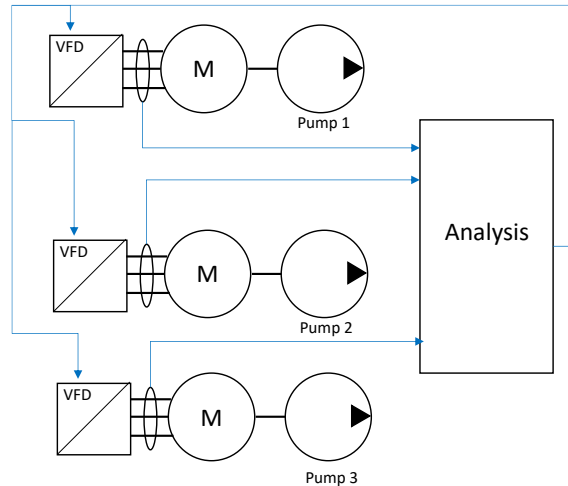 VFD
M
Pump 1
Analysis
VFD
M
Pump 2
VFD
M
Pump 3